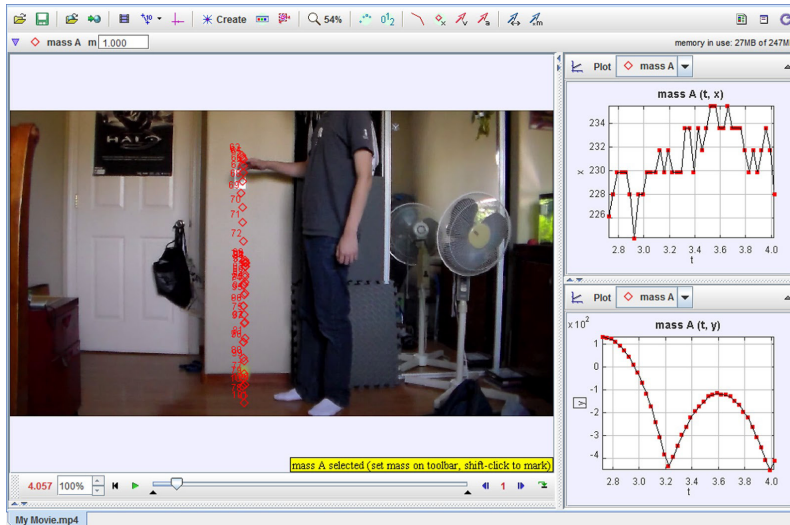 Create 54%
mass A m 1.000
memory in use: 27MB of 247M
Plot mass A
mass A (t, x)
234
232
230
228
226
x
2.8 3.0 3.2 3.4 3.6 3.8 4.0
t
HALO
70
71
72
Plot mass A
x10²
mass A (t, y)
1
0
-1
-2
-3
-4
y
2.8 3.0 3.2 3.4 3.6 3.8 4.0
t
mass A selected (set mass on toolbar, shift-click to mark)
4.057 100% 1
My Movie.mp4